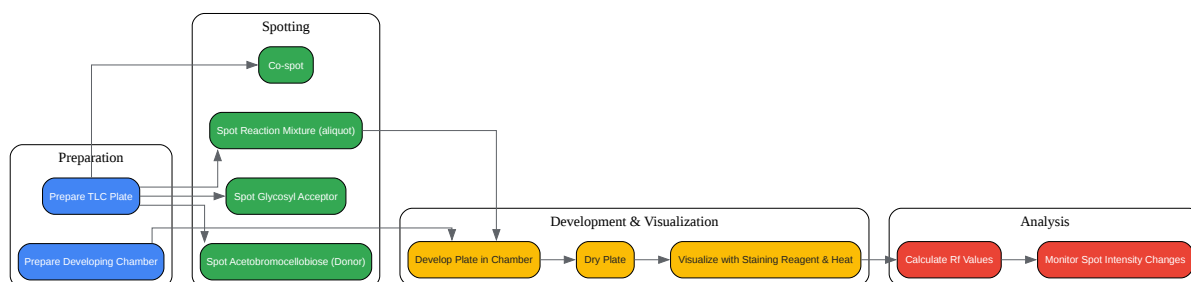 Spotting
Co-spot
Spot Reaction Mixture (aliquot)
Preparation
Prepare TLC Plate
Spot Glycosyl Acceptor
Development & Visualization
Analysis
Prepare Developing Chamber
Spot Acetobromocellobiose (Donor)
Develop Plate in Chamber
Dry Plate
Visualize with Staining Reagent & Heat
Calculate Rf Values
Monitor Spot Intensity Changes